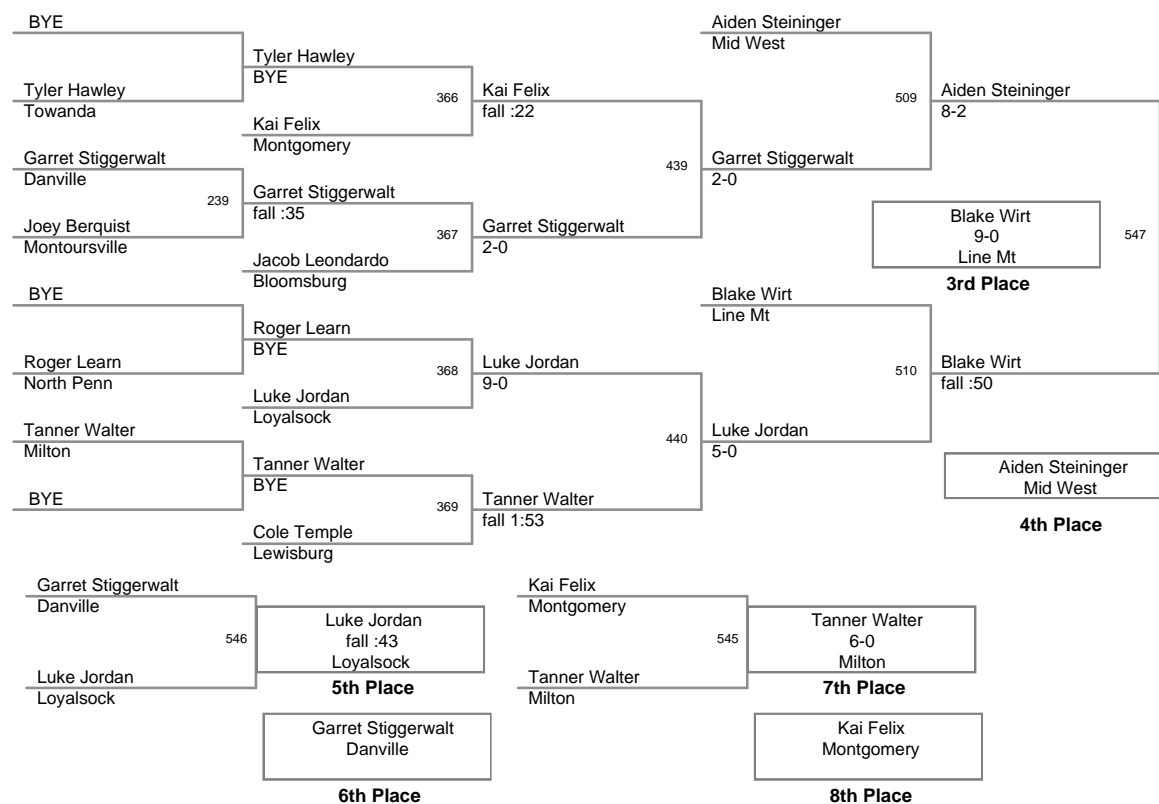 BYE
Tyler Hawley
Towanda
Garret Stiggerwalt
Danville
239
Joey Berquist
Montoursville
BYE
Roger Learn
North Penn
Tanner Walter
Milton
BYE
Tyler Hawley
BYE
366
Kai Felix
Montgomery
Garret Stiggerwalt
fall :35
367
Jacob Leondardo
Bloomsburg
Roger Learn
BYE
368
Luke Jordan
Loyalsock
Tanner Walter
BYE
369
Cole Temple
Lewisburg
Kai Felix
fall :22
439
Garret Stiggerwalt
2-0
Luke Jordan
9-0
440
Tanner Walter
fall 1:53
Aiden Steininger
Mid West
509
Garret Stiggerwalt
2-0
Blake Wirt
Line Mt
510
Luke Jordan
5-0
Aiden Steininger
8-2
547
Blake Wirt
fall :50
Blake Wirt
9-0
Line Mt
3rd Place
Aiden Steininger
Mid West
4th Place
Garret Stiggerwalt
Danville
546
Luke Jordan
Loyalsock
Luke Jordan
fall :43
Loyalsock
5th Place
Garret Stiggerwalt
Danville
6th Place
Kai Felix
Montgomery
545
Tanner Walter
Milton
Tanner Walter
6-0
Milton
7th Place
Kai Felix
Montgomery
8th Place